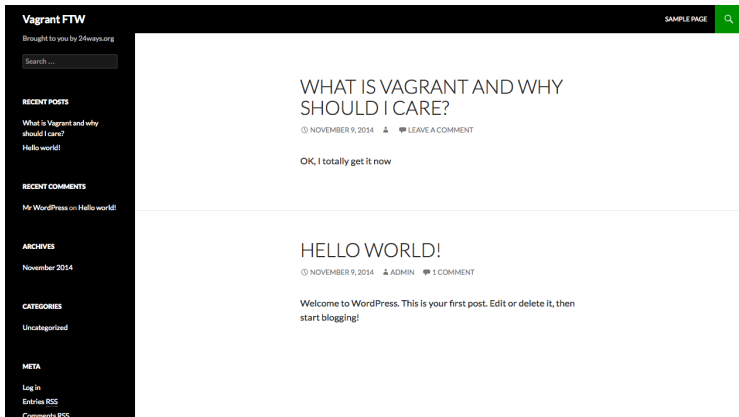 Vagrant FTW
SAMPLE PAGE
Brought to you by 24ways.org
Search ...
RECENT POSTS
What is Vagrant and why
should I care?
Hello world!
RECENT COMMENTS
Mr WordPress on Hello world!
ARCHIVES
November 2014
CATEGORIES
Uncategorized
META
Log in
Entries RSS
Comments RSS
WHAT IS VAGRANT AND WHY
SHOULD I CARE?
NOVEMBER 9, 2014 LEAVE A COMMENT
OK, I totally get it now
HELLO WORLD!
NOVEMBER 9, 2014 ADMIN 1 COMMENT
Welcome to WordPress. This is your first post. Edit or delete it, then
start blogging!